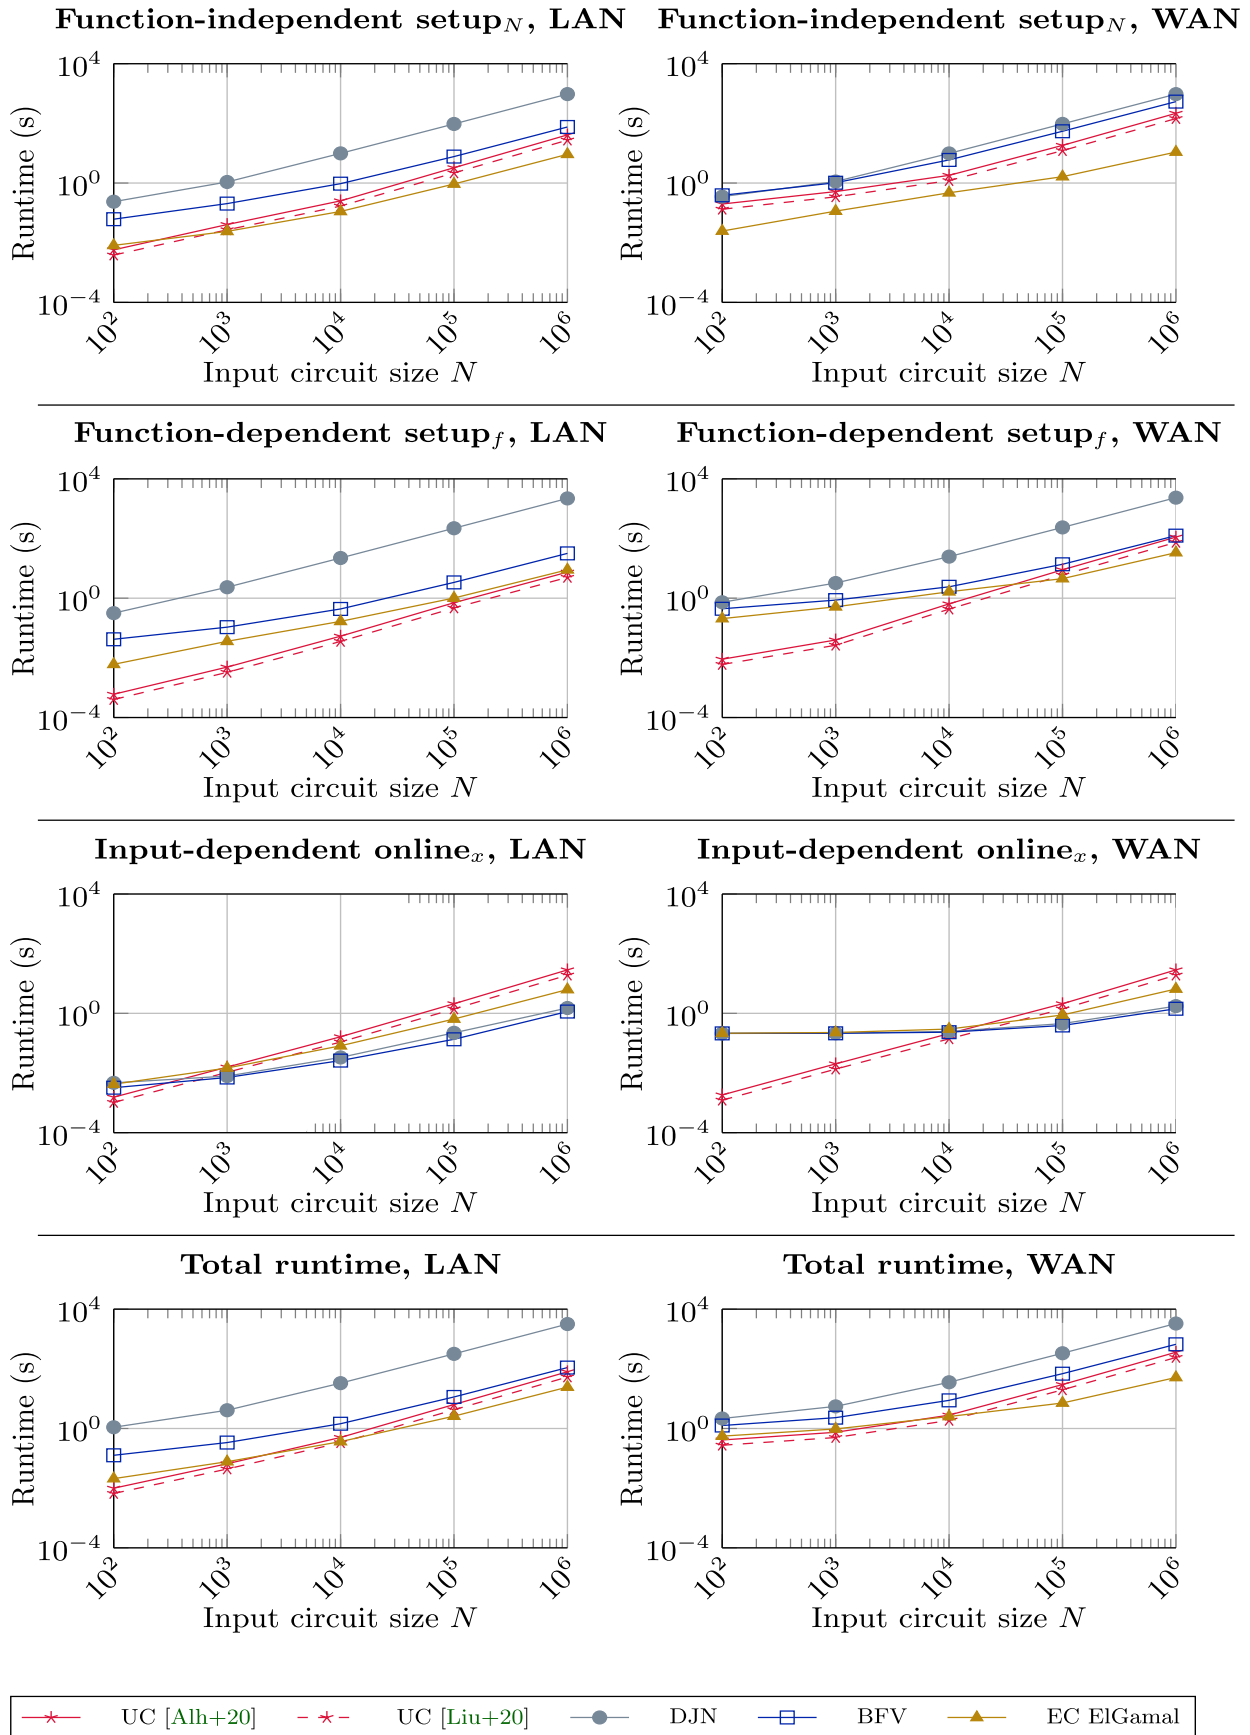 Function-independent setup_N, LAN
Function-independent setup_N, WAN
10^4
10^0
10^−4
Runtime (s)
10^2 10^3 10^4 10^5 10^6
Input circuit size N
10^4
10^0
10^−4
Runtime (s)
10^2 10^3 10^4 10^5 10^6
Input circuit size N
Function-dependent setup_f, LAN
Function-dependent setup_f, WAN
10^4
10^0
10^−4
Runtime (s)
10^2 10^3 10^4 10^5 10^6
Input circuit size N
10^4
10^0
10^−4
Runtime (s)
10^2 10^3 10^4 10^5 10^6
Input circuit size N
Input-dependent online_x, LAN
Input-dependent online_x, WAN
10^4
10^0
10^−4
Runtime (s)
10^2 10^3 10^4 10^5 10^6
Input circuit size N
10^4
10^0
10^−4
Runtime (s)
10^2 10^3 10^4 10^5 10^6
Input circuit size N
Total runtime, LAN
Total runtime, WAN
10^4
10^0
10^−4
Runtime (s)
10^2 10^3 10^4 10^5 10^6
Input circuit size N
10^4
10^0
10^−4
Runtime (s)
10^2 10^3 10^4 10^5 10^6
Input circuit size N
UC [Alh+20] UC [Liu+20] DJN BFV EC ElGamal